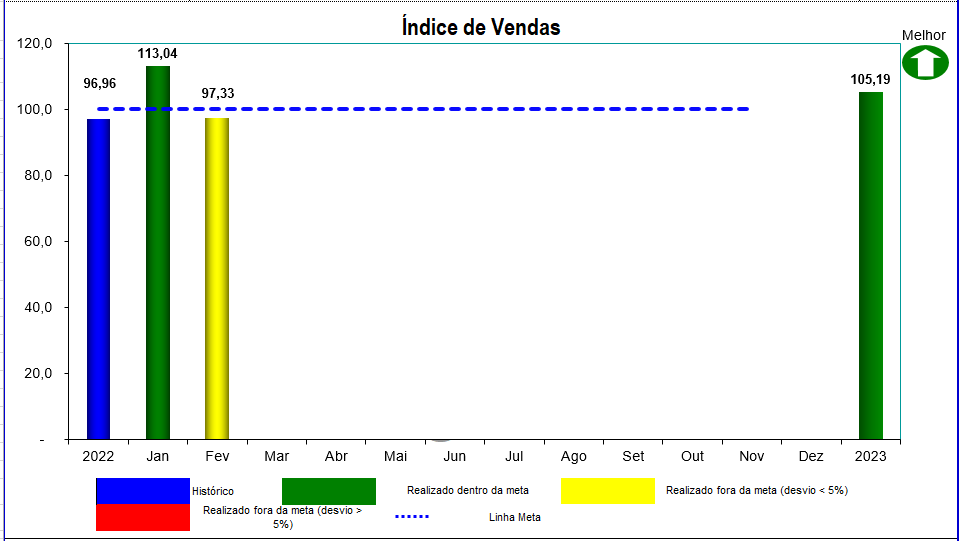 Índice de Vendas
Melhor
120,0
100,0
80,0
60,0
40,0
20,0
-
96,96
113,04
97,33
105,19
2022 Jan Fev Mar Abr Mai Jun Jul Ago Set Out Nov Dez 2023
Histórico
Realizado dentro da meta
Realizado fora da meta (desvio < 5%)
Realizado fora da meta (desvio >
5%)
Linha Meta